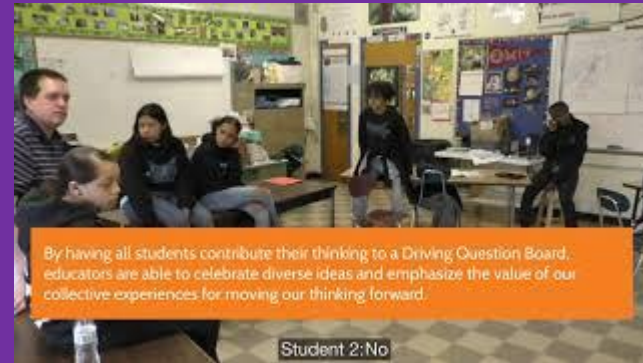 By having all students contribute their thinking to a Driving Question Board,
educators are able to celebrate diverse ideas and emphasize the value of our
collective experiences for moving our thinking forward.
Student 2:No